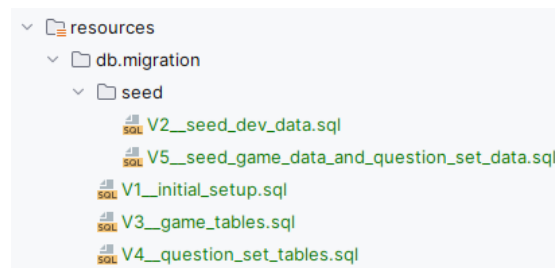 resources
db.migration
seed
V2__seed_dev_data.sql
V5__seed_game_data_and_question_set_data.sql
V1__initial_setup.sql
V3__game_tables.sql
V4__question_set_tables.sql